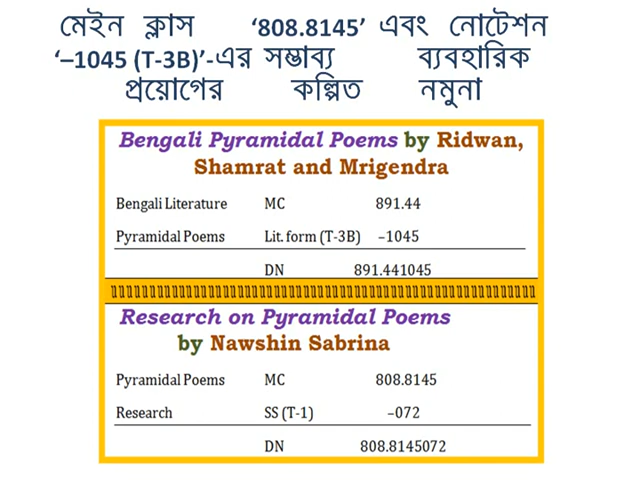 মেইন ক্লাস ‘808.8145’ এবং নোটেশন
‘–1045 (T-3B)’-এর সম্ভাব্য ব্যবহারিক
প্রয়োগের কল্পিত নমুনা
Bengali Pyramidal Poems by Ridwan,
Shamrat and Mrigendra
Bengali Literature MC 891.44
Pyramidal Poems Lit. form (T-3B) –1045
DN 891.441045
Research on Pyramidal Poems
by Nawshin Sabrina
Pyramidal Poems MC 808.8145
Research SS (T-1) –072
DN 808.8145072